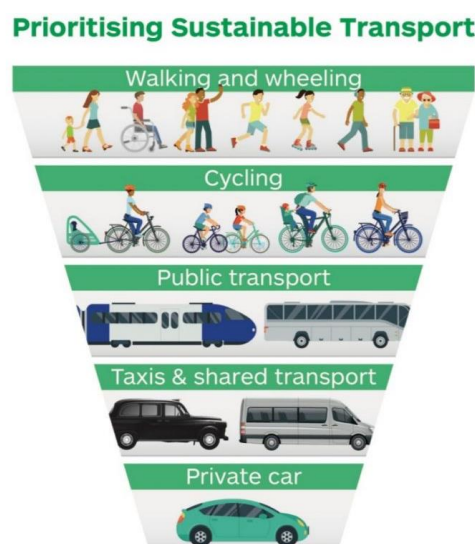 Prioritising Sustainable Transport
Walking and wheeling
Cycling
Public transport
Taxis & shared transport
Private car